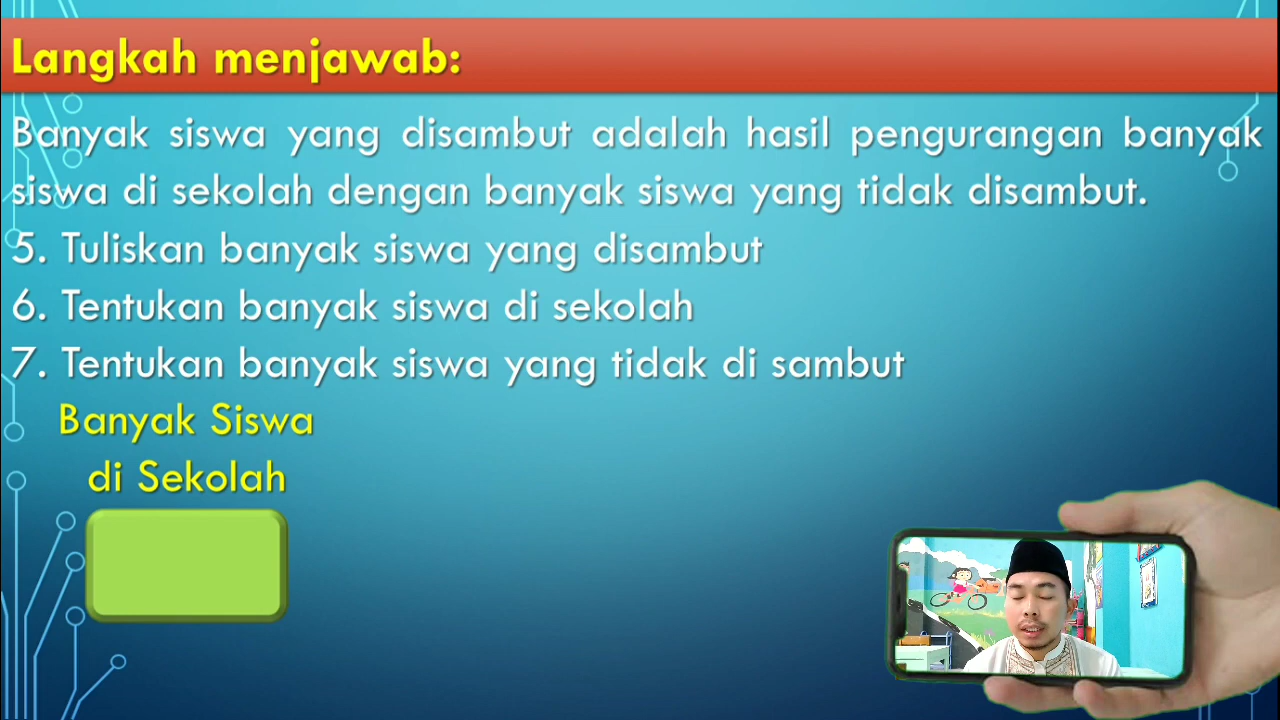 Langkah menjawab:
Banyak siswa yang disambut adalah hasil pengurangan banyak
siswa di sekolah dengan banyak siswa yang tidak disambut.
5. Tuliskan banyak siswa yang disambut
6. Tentukan banyak siswa di sekolah
7. Tentukan banyak siswa yang tidak di sambut
Banyak Siswa
di Sekolah